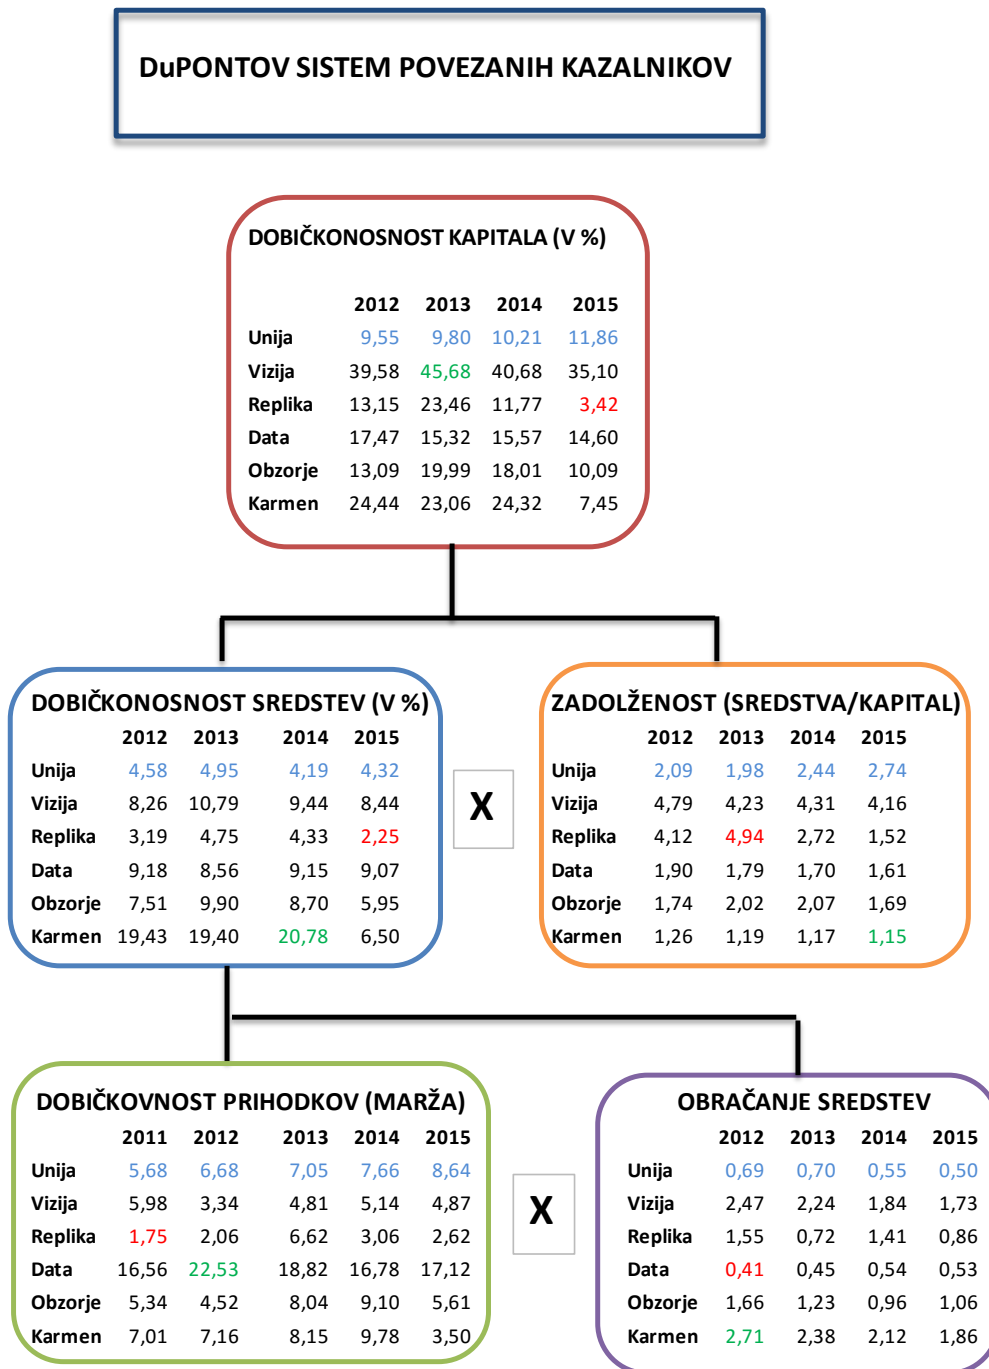 DuPONTOV SISTEM POVEZANIH KAZALNIKOV
DOBIČKONOSNOST KAPITALA (V %)
2012 2013 2014 2015
Unija 9,55 9,80 10,21 11,86
Vizija 39,58 45,68 40,68 35,10
Replika 13,15 23,46 11,77 3,42
Data 17,47 15,32 15,57 14,60
Obzorje 13,09 19,99 18,01 10,09
Karmen 24,44 23,06 24,32 7,45
DOBIČKONOSNOST SREDSTEV (V %)
2012 2013 2014 2015
Unija 4,58 4,95 4,19 4,32
Vizija 8,26 10,79 9,44 8,44
Replika 3,19 4,75 4,33 2,25
Data 9,18 8,56 9,15 9,07
Obzorje 7,51 9,90 8,70 5,95
Karmen 19,43 19,40 20,78 6,50
X
ZADOLŽENOST (SREDSTVA/KAPITAL)
2012 2013 2014 2015
Unija 2,09 1,98 2,44 2,74
Vizija 4,79 4,23 4,31 4,16
Replika 4,12 4,94 2,72 1,52
Data 1,90 1,79 1,70 1,61
Obzorje 1,74 2,02 2,07 1,69
Karmen 1,26 1,19 1,17 1,15
DOBIČKOVNOST PRIHODKOV (MARŽA)
2011 2012 2013 2014 2015
Unija 5,68 6,68 7,05 7,66 8,64
Vizija 5,98 3,34 4,81 5,14 4,87
Replika 1,75 2,06 6,62 3,06 2,62
Data 16,56 22,53 18,82 16,78 17,12
Obzorje 5,34 4,52 8,04 9,10 5,61
Karmen 7,01 7,16 8,15 9,78 3,50
X
OBRAČANJE SREDSTEV
2012 2013 2014 2015
Unija 0,69 0,70 0,55 0,50
Vizija 2,47 2,24 1,84 1,73
Replika 1,55 0,72 1,41 0,86
Data 0,41 0,45 0,54 0,53
Obzorje 1,66 1,23 0,96 1,06
Karmen 2,71 2,38 2,12 1,86